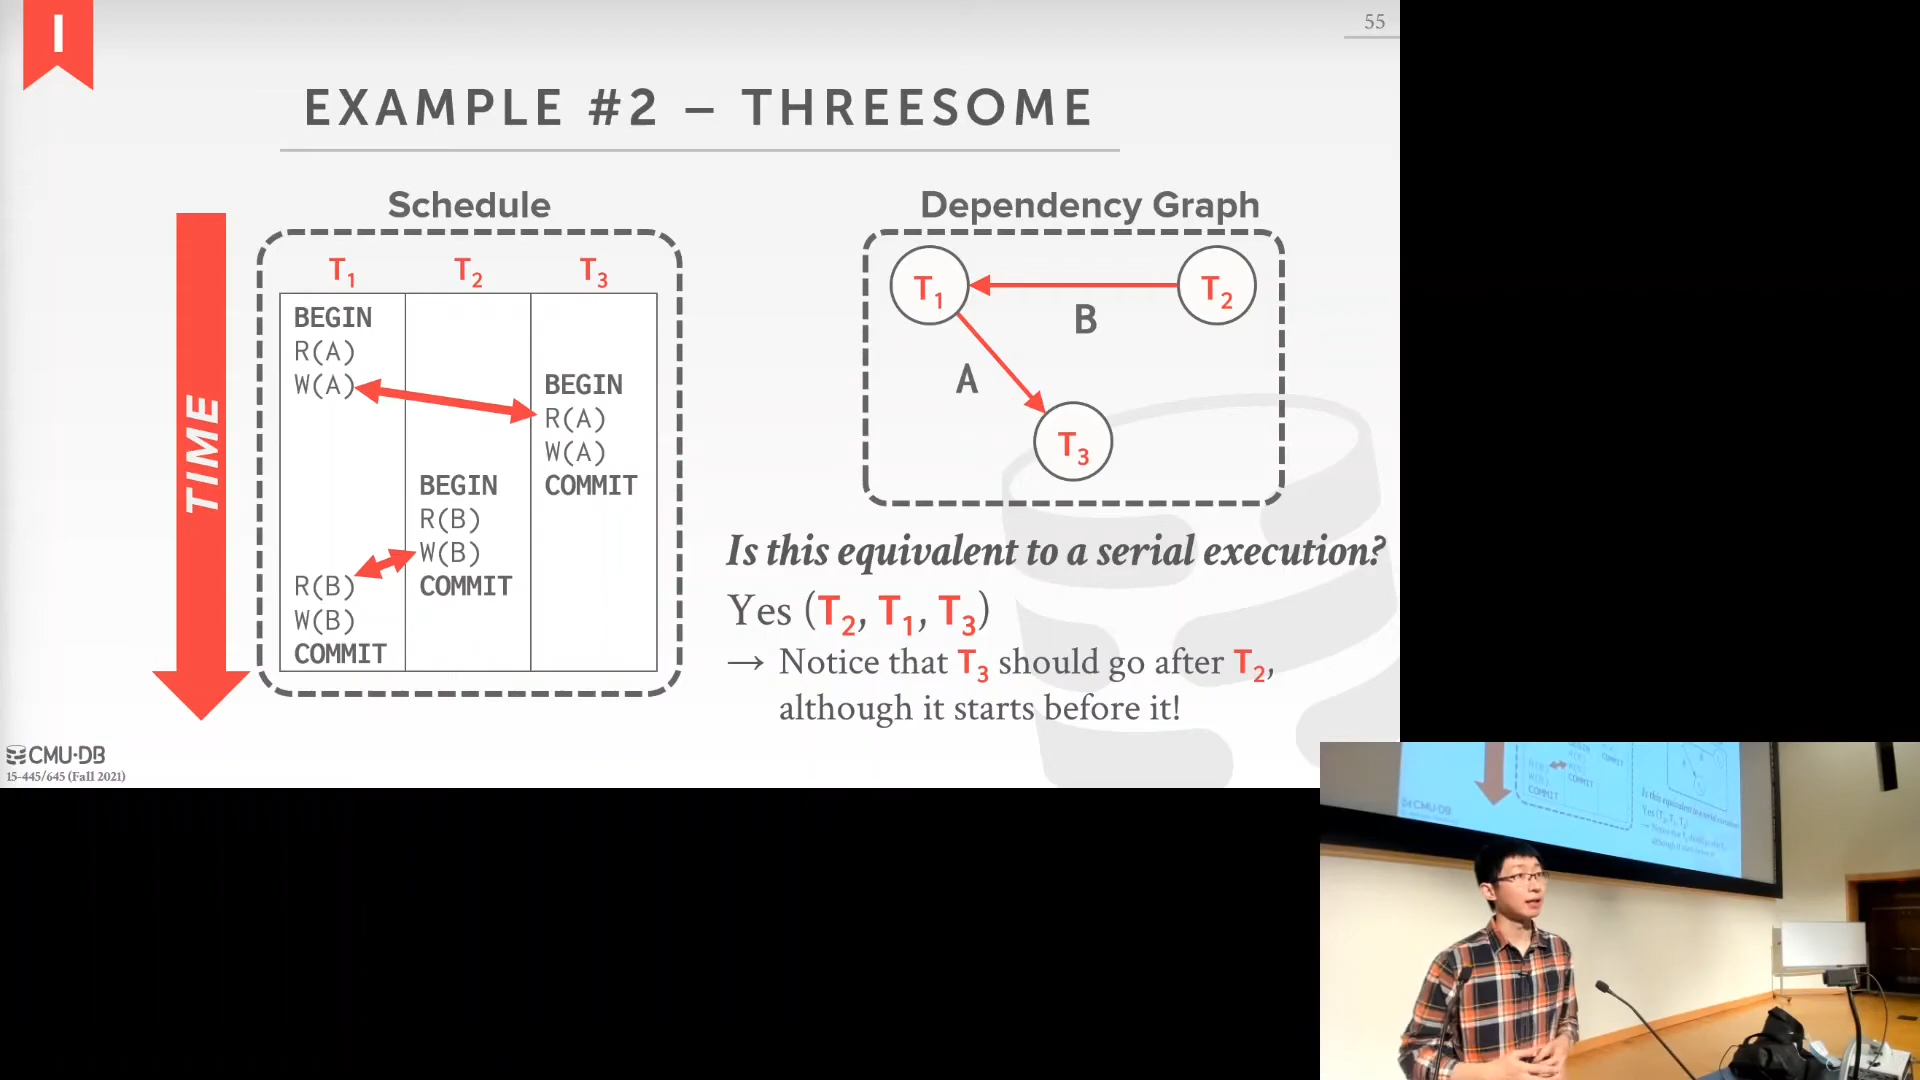 I
55
EXAMPLE #2 – THREESOME
Schedule
Dependency Graph
TIME
T1 T2 T3
BEGIN
R(A)
W(A)
BEGIN
R(A)
W(A)
COMMIT
BEGIN
R(B)
W(B)
COMMIT
R(B)
W(B)
COMMIT
T1
T2
B
A
T3
Is this equivalent to a serial execution?
Yes (T2, T1, T3)
→ Notice that T3 should go after T2,
although it starts before it!
CMU·DB
15-445/645 (Fall 2021)